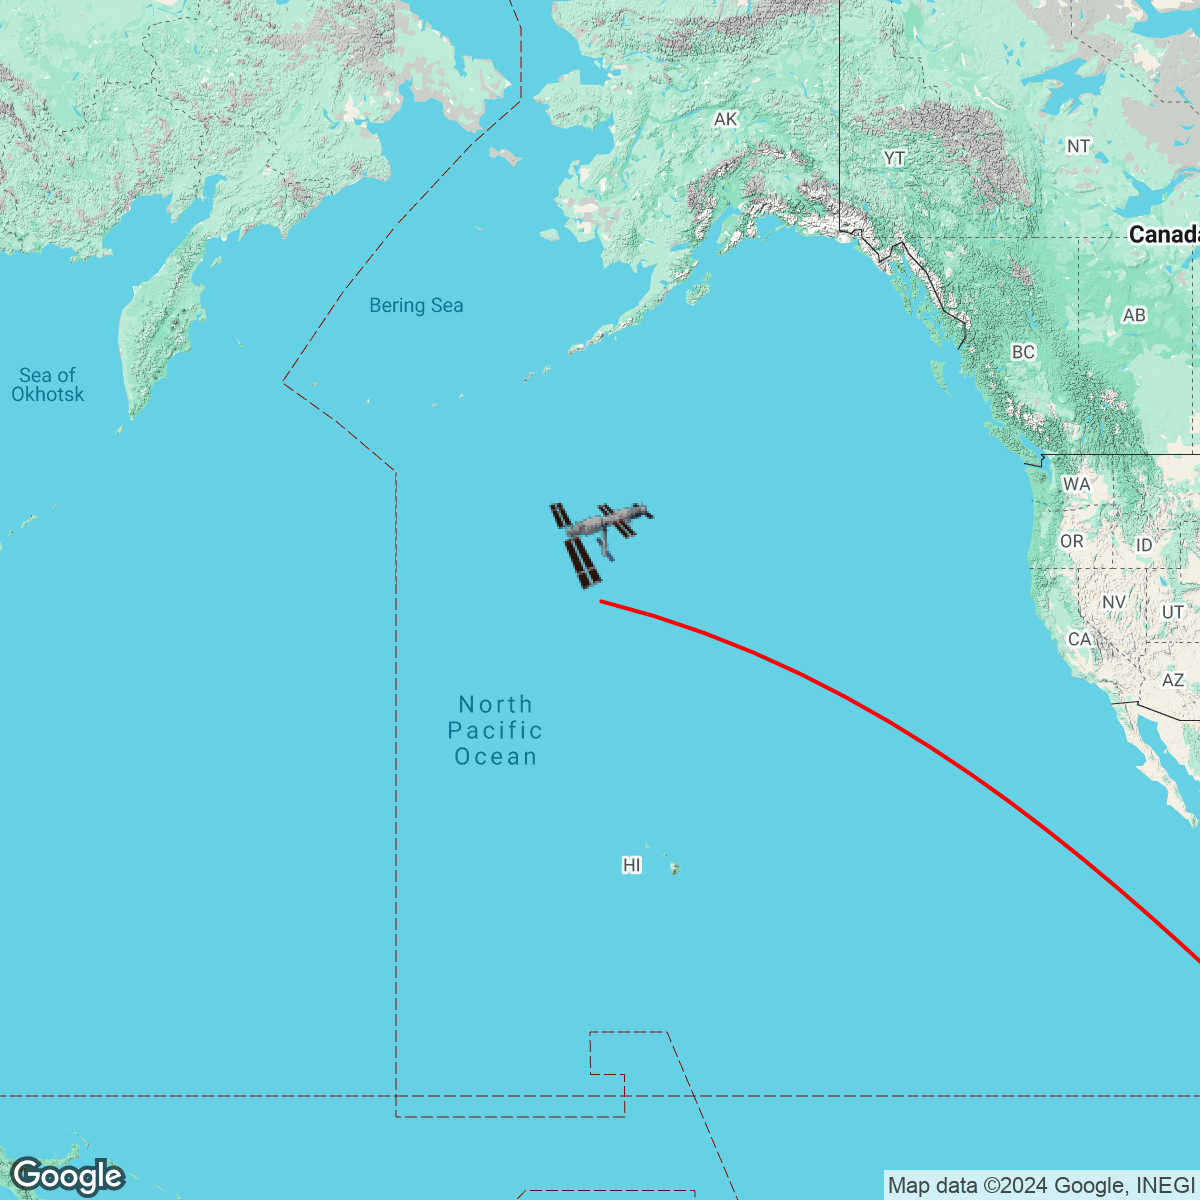 AK
YT
NT
Canada
Bering Sea
AB
BC
Sea of
Okhotsk
WA
OR
ID
NV
UT
CA
AZ
North
Pacific
Ocean
HI
Google
Map data ©2024 Google, INEGI